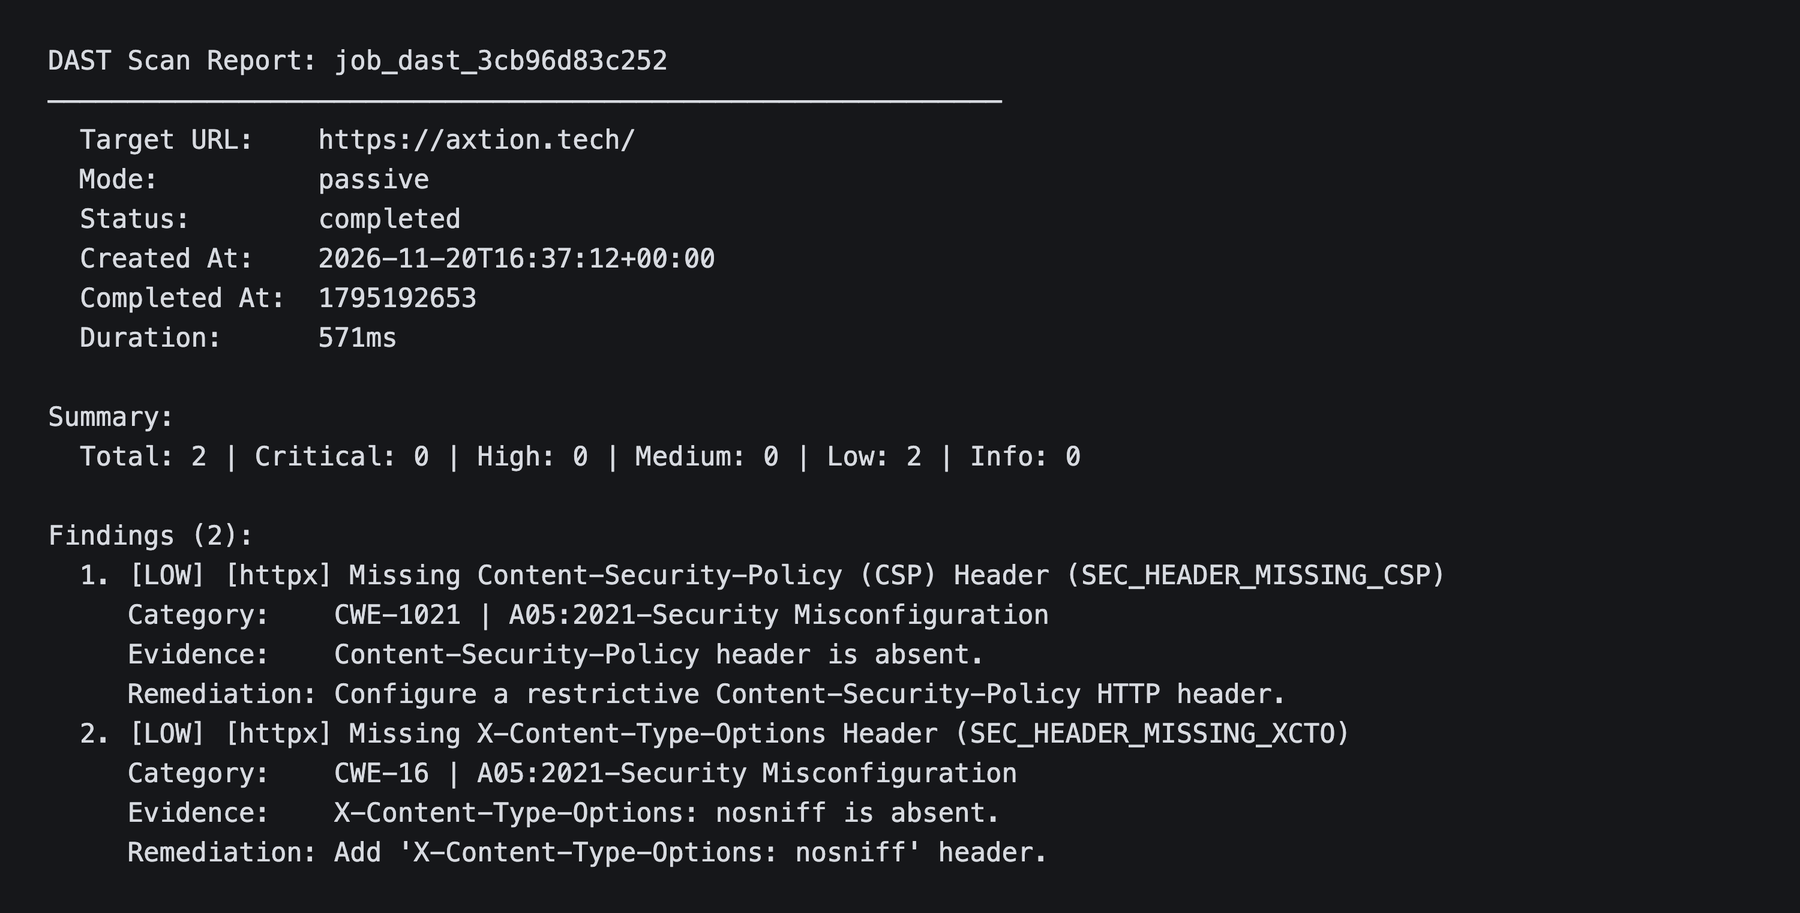 DAST Scan Report: job_dast_3cb96d83c252
Target URL: https://axtion.tech/
Mode: passive
Status: completed
Created At: 2026-11-20T16:37:12+00:00
Completed At: 1795192653
Duration: 571ms
Summary:
Total: 2 | Critical: 0 | High: 0 | Medium: 0 | Low: 2 | Info: 0
Findings (2):
1. [LOW] [httpx] Missing Content-Security-Policy (CSP) Header (SEC_HEADER_MISSING_CSP)
Category: CWE-1021 | A05:2021-Security Misconfiguration
Evidence: Content-Security-Policy header is absent.
Remediation: Configure a restrictive Content-Security-Policy HTTP header.
2. [LOW] [httpx] Missing X-Content-Type-Options Header (SEC_HEADER_MISSING_XCTO)
Category: CWE-16 | A05:2021-Security Misconfiguration
Evidence: X-Content-Type-Options: nosniff is absent.
Remediation: Add 'X-Content-Type-Options: nosniff' header.